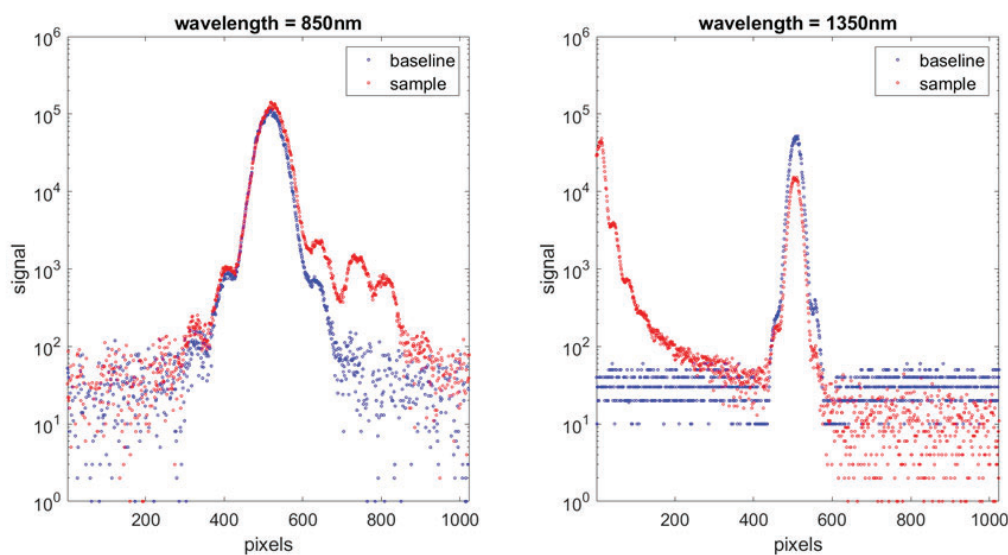 wavelength = 850nm
10^6
10^5
10^4
10^3
10^2
10^1
10^0
signal
baseline
sample
200 400 600 800 1000
pixels
wavelength = 1350nm
10^6
10^5
10^4
10^3
10^2
10^1
10^0
signal
baseline
sample
200 400 600 800 1000
pixels